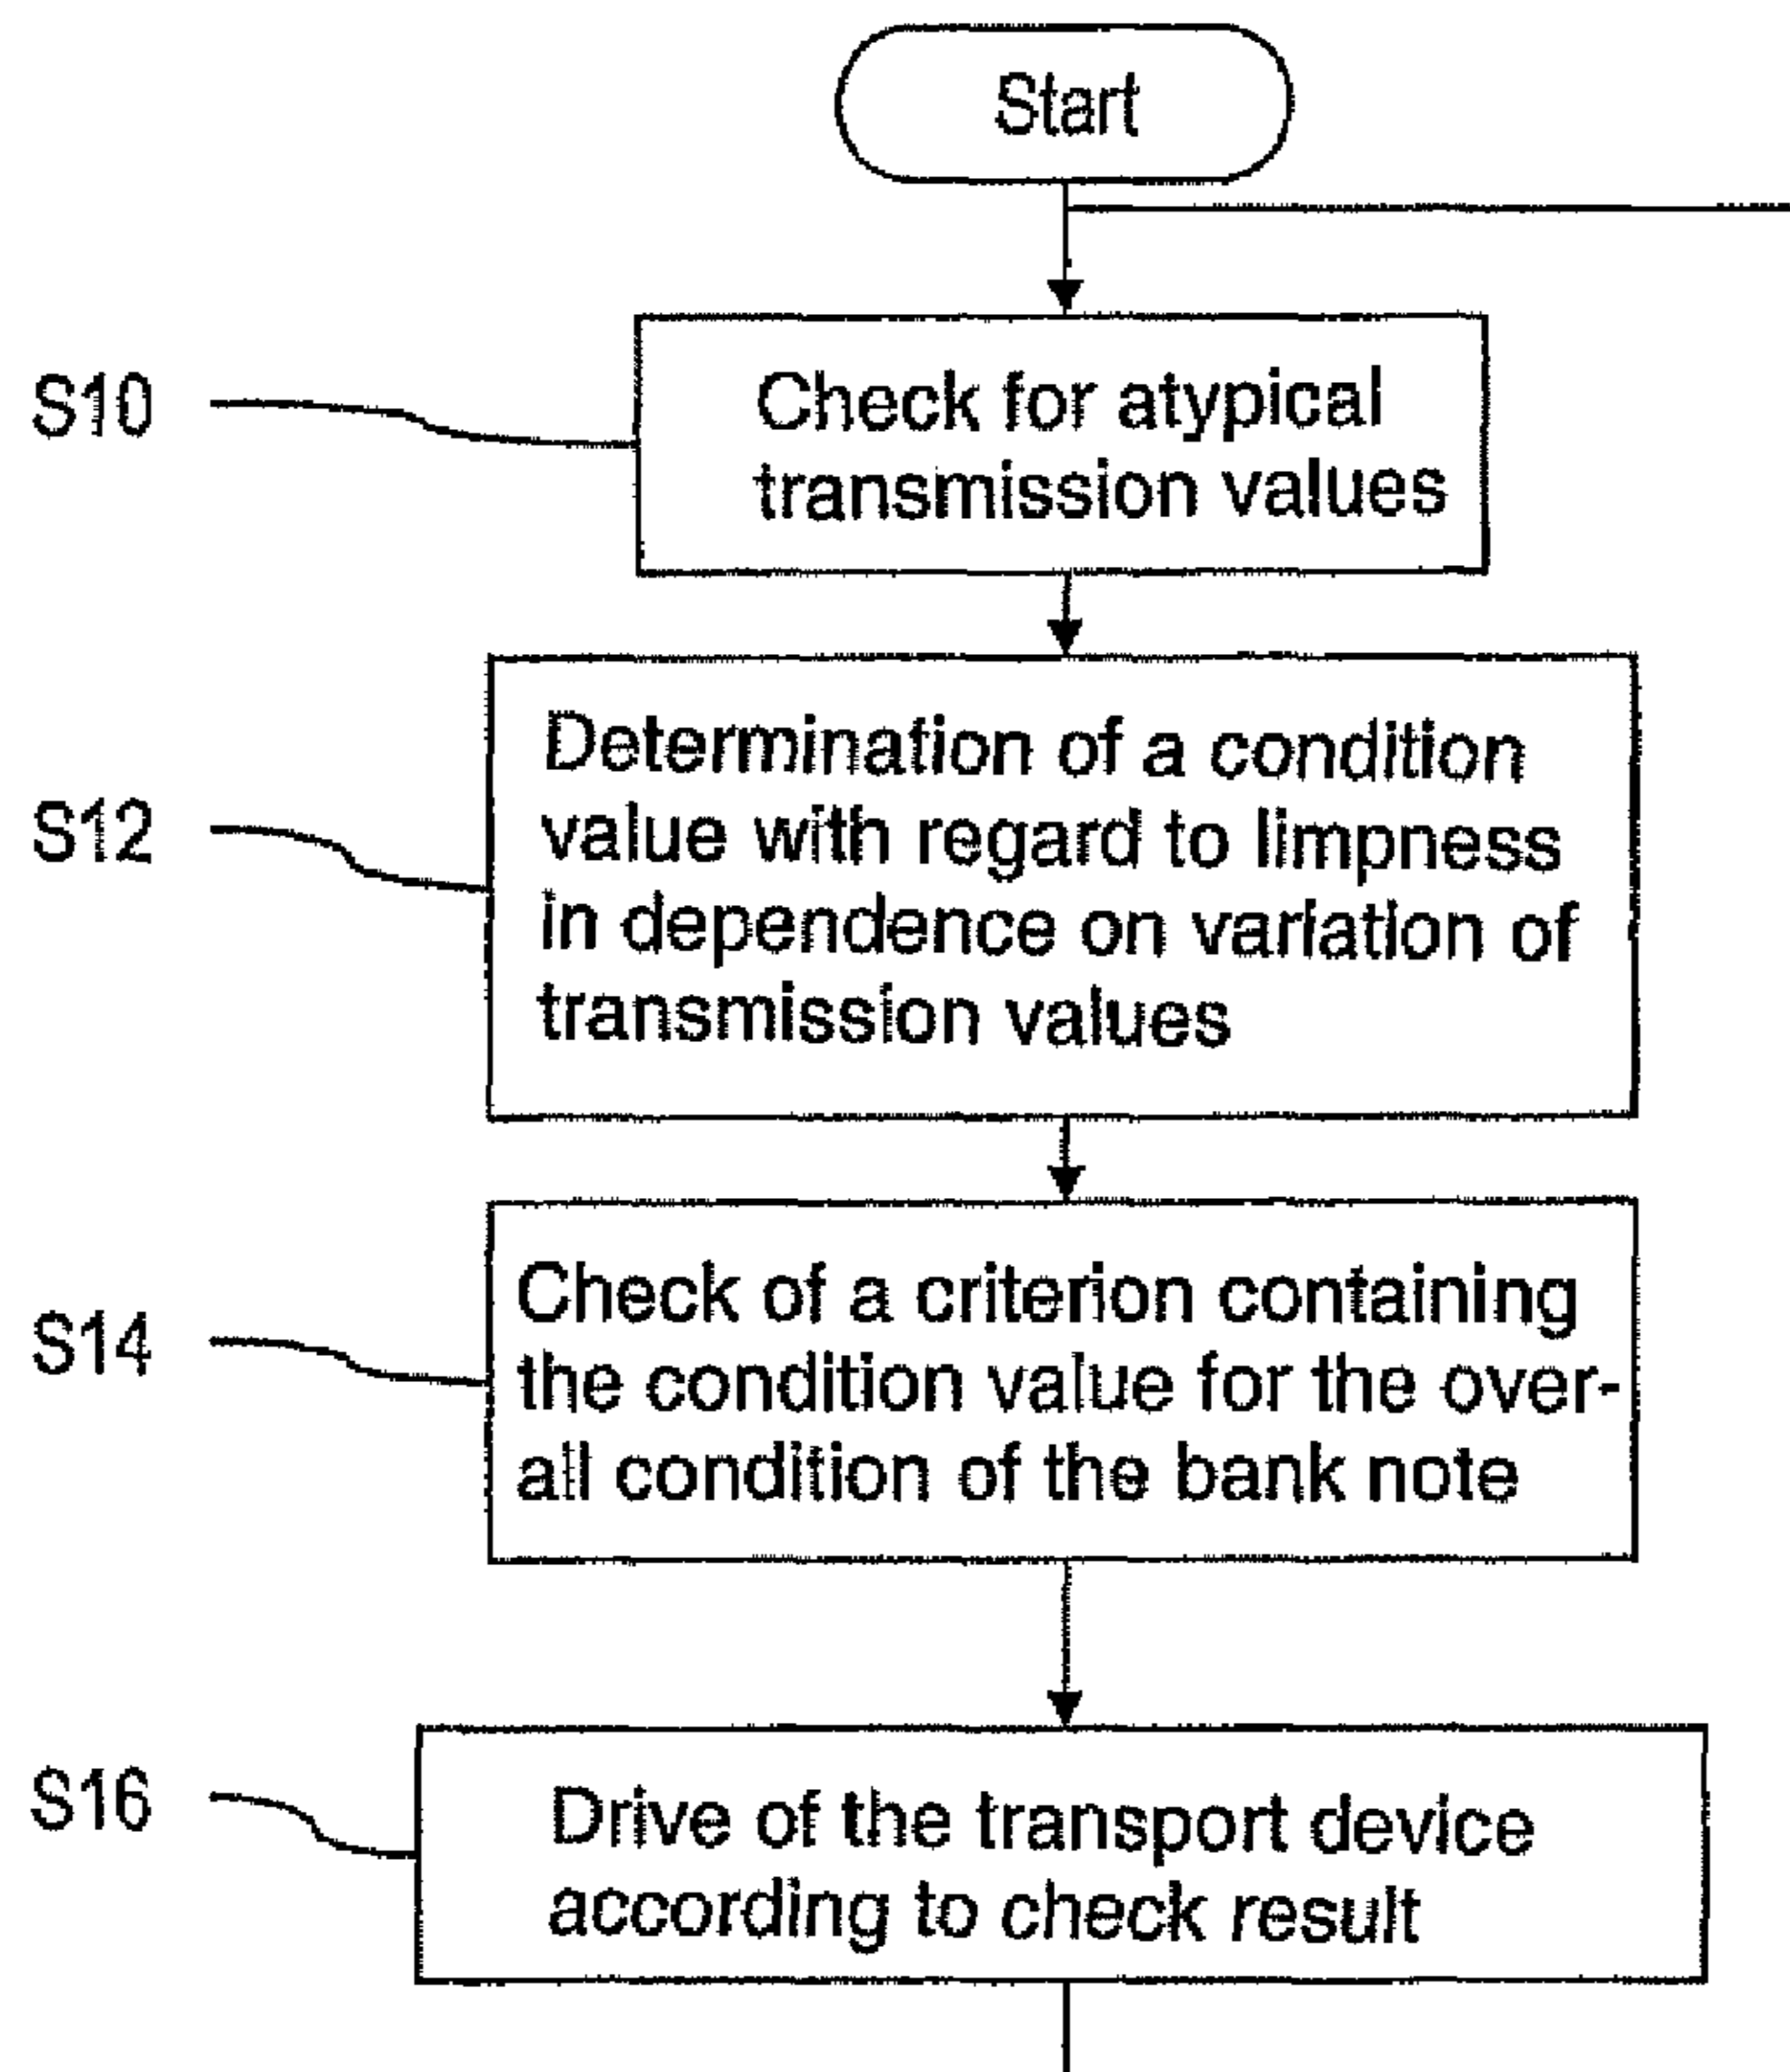 Start
S10
Check for atypical
transmission values
S12
Determination of a condition
value with regard to limpness
in dependence on variation of
transmission values
S14
Check of a criterion containing
the condition value for the over-
all condition of the bank note
S16
Drive of the transport device
according to check result